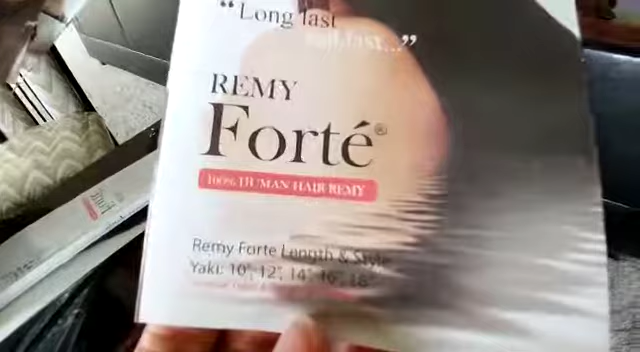 “Long last
REMY
Forté®
100% HUMAN HAIR REMY
Remy Forte Length & Style
Yaki: 10", 12", 14", 16", 18"